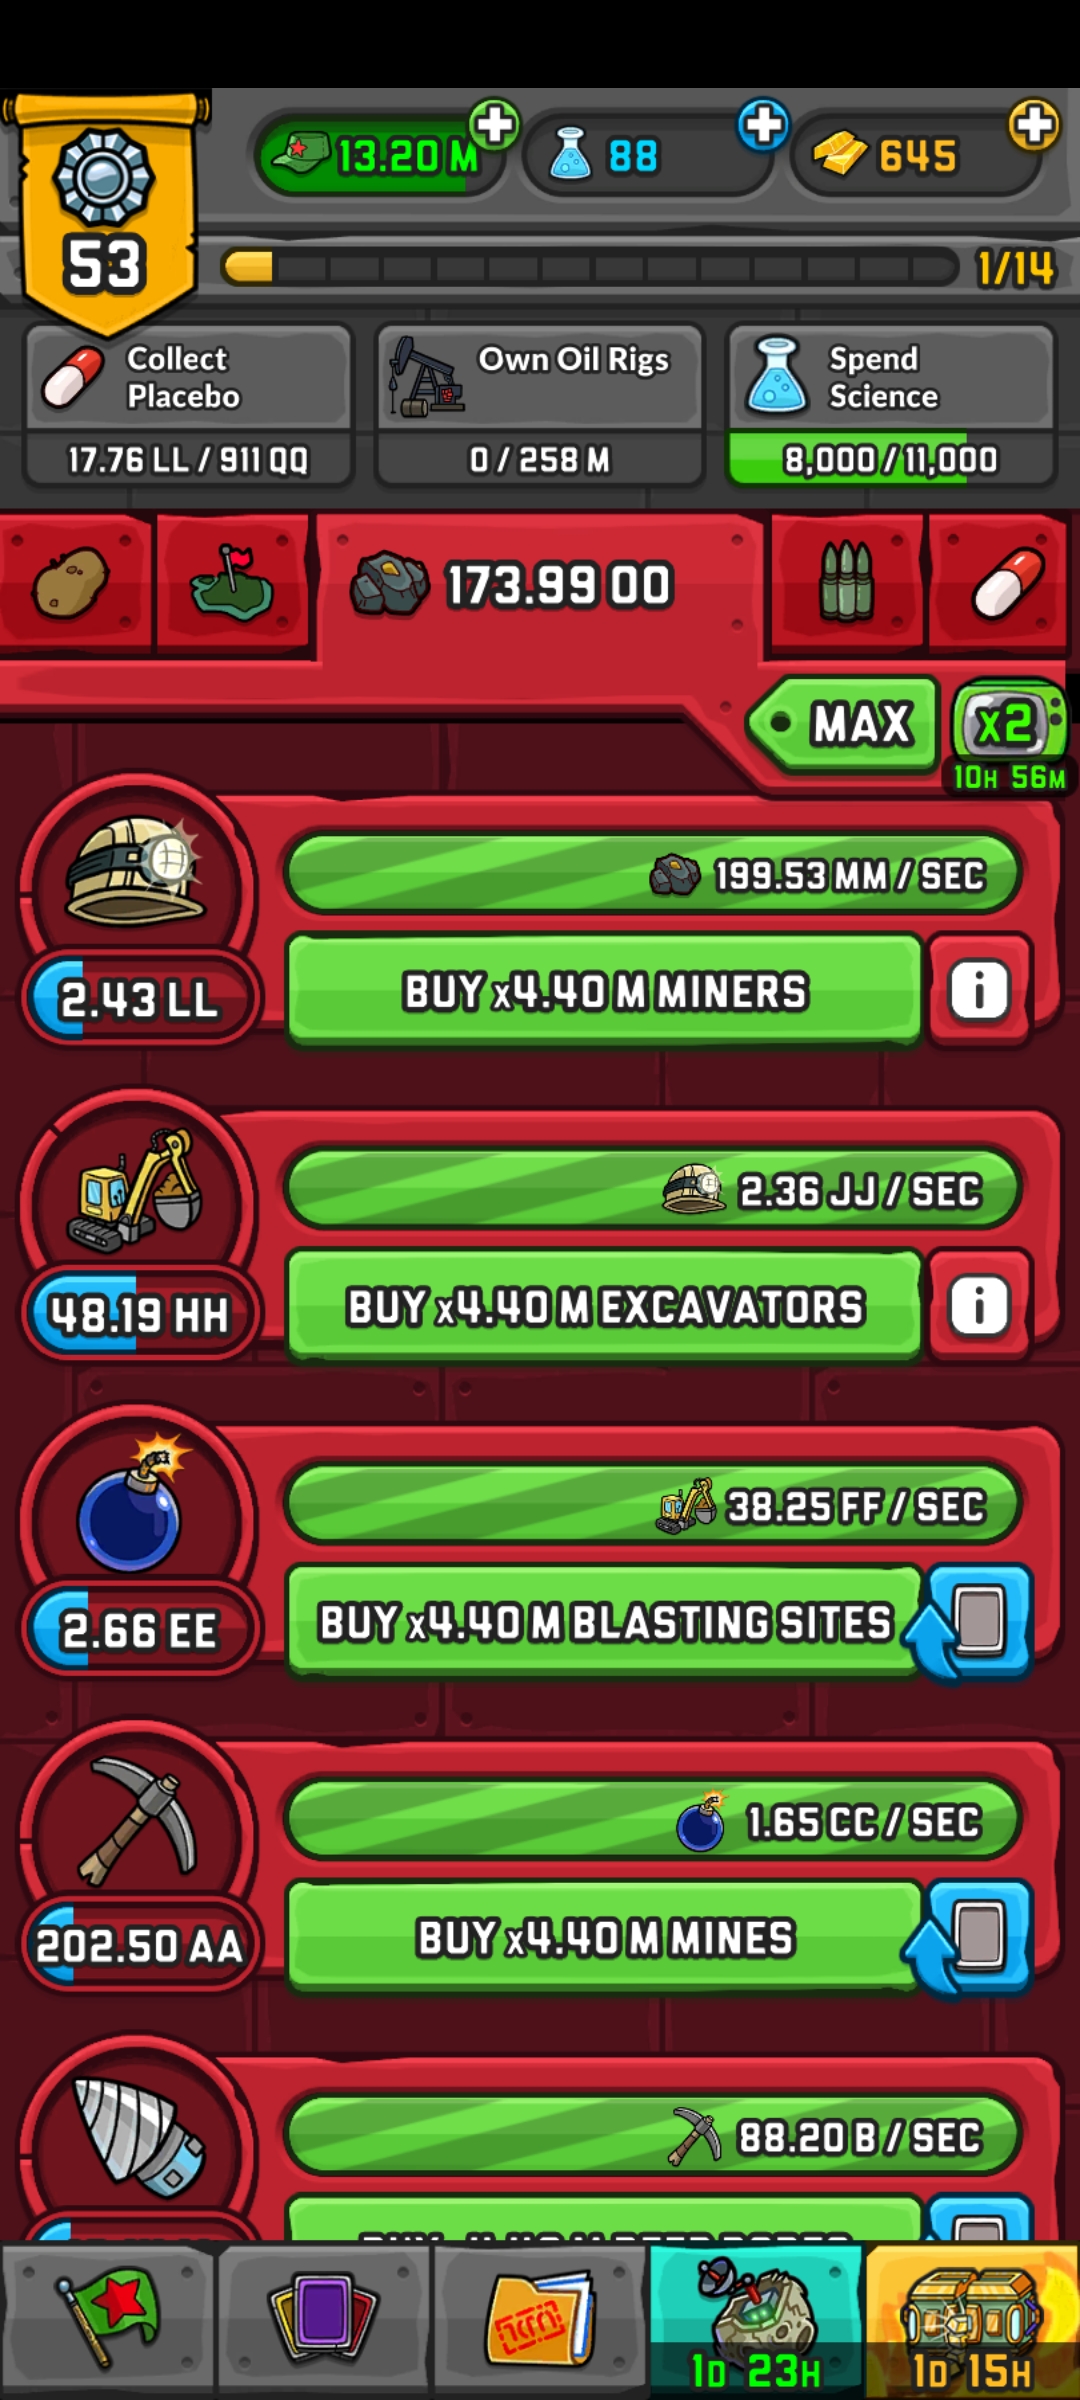 13.20 M
88
645
53
1/14
Collect
Placebo
17.76 LL / 911 QQ
Own Oil Rigs
0 / 258 M
Spend
Science
8,000 / 11,000
173.99 OO
MAX
x2
10H 56M
199.53 MM / SEC
2.43 LL
BUY x4.40 M MINERS
i
2.36 JJ / SEC
48.19 HH
BUY x4.40 M EXCAVATORS
i
38.25 FF / SEC
2.66 EE
BUY x4.40 M BLASTING SITES
1.65 CC / SEC
202.50 AA
BUY x4.40 M MINES
88.20 B / SEC
1D 23H
1D 15H